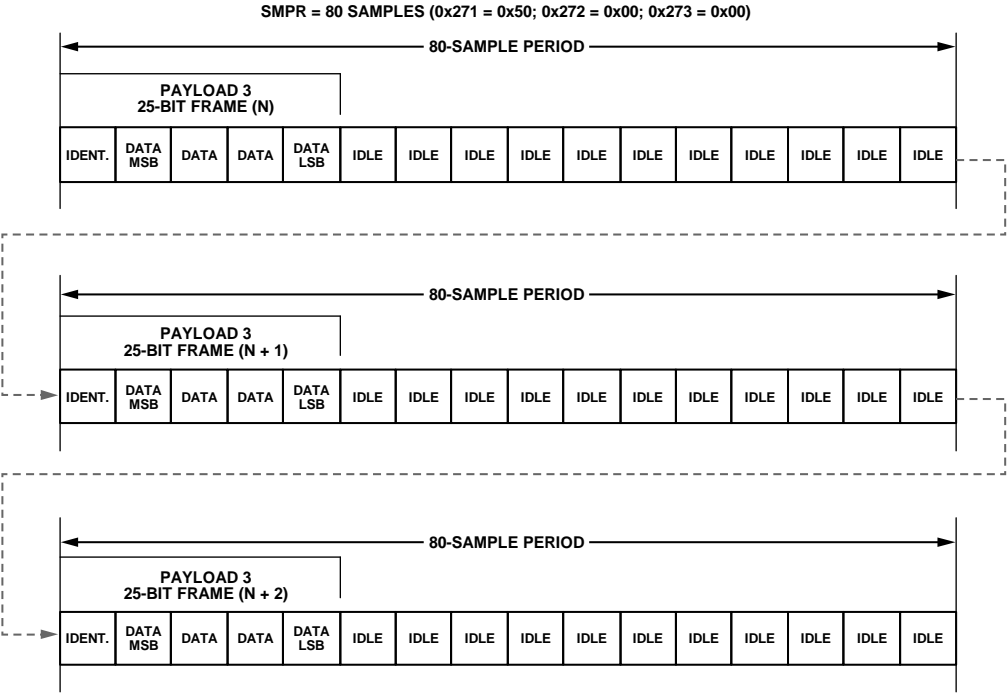 SMPR = 80 SAMPLES (0x271 = 0x50; 0x272 = 0x00; 0x273 = 0x00)
80-SAMPLE PERIOD
PAYLOAD 3
25-BIT FRAME (N)
IDENT. DATA MSB DATA DATA DATA LSB IDLE IDLE IDLE IDLE IDLE IDLE IDLE IDLE IDLE IDLE IDLE
80-SAMPLE PERIOD
PAYLOAD 3
25-BIT FRAME (N + 1)
IDENT. DATA MSB DATA DATA DATA LSB IDLE IDLE IDLE IDLE IDLE IDLE IDLE IDLE IDLE IDLE IDLE
80-SAMPLE PERIOD
PAYLOAD 3
25-BIT FRAME (N + 2)
IDENT. DATA MSB DATA DATA DATA LSB IDLE IDLE IDLE IDLE IDLE IDLE IDLE IDLE IDLE IDLE IDLE